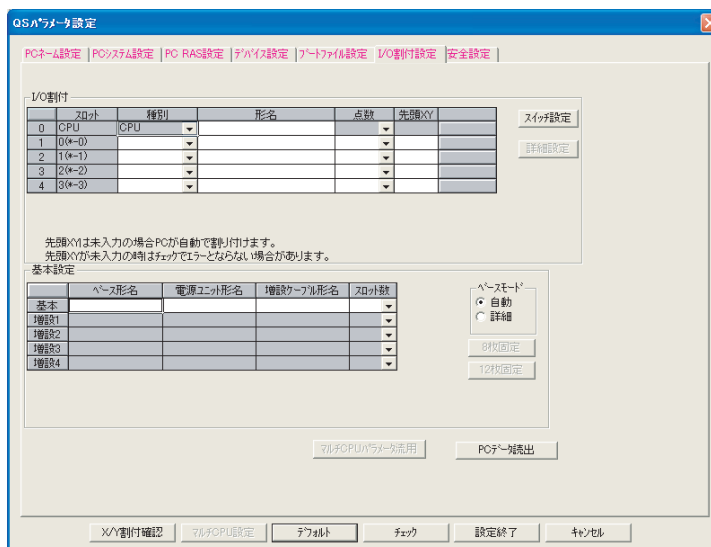 QSパラメータ設定
PCネーム設定 PCシステム設定 PC RAS設定 デバイス設定 ブートファイル設定 I/O割付設定 安全設定
I/O割付
スロット 種別 形名 点数 先頭XY
0 CPU CPU
1 0(*-0)
2 1(*-1)
3 2(*-2)
4 3(*-3)
スイッチ設定
詳細設定
先頭XYは未入力の場合PCが自動で割り付けます。
先頭XYが未入力の時はチェックでエラーとならない場合があります。
基本設定
ベース形名 電源ユニット形名 増設ケーブル形名 スロット数
基本
増設1
増設2
増設3
増設4
ベースモード
自動
詳細
8枚固定
12枚固定
マルチCPUパラメータ流用 PCデータ読出
X/Y割付確認 マルチCPU設定 デフォルト チェック 設定終了 キャンセル